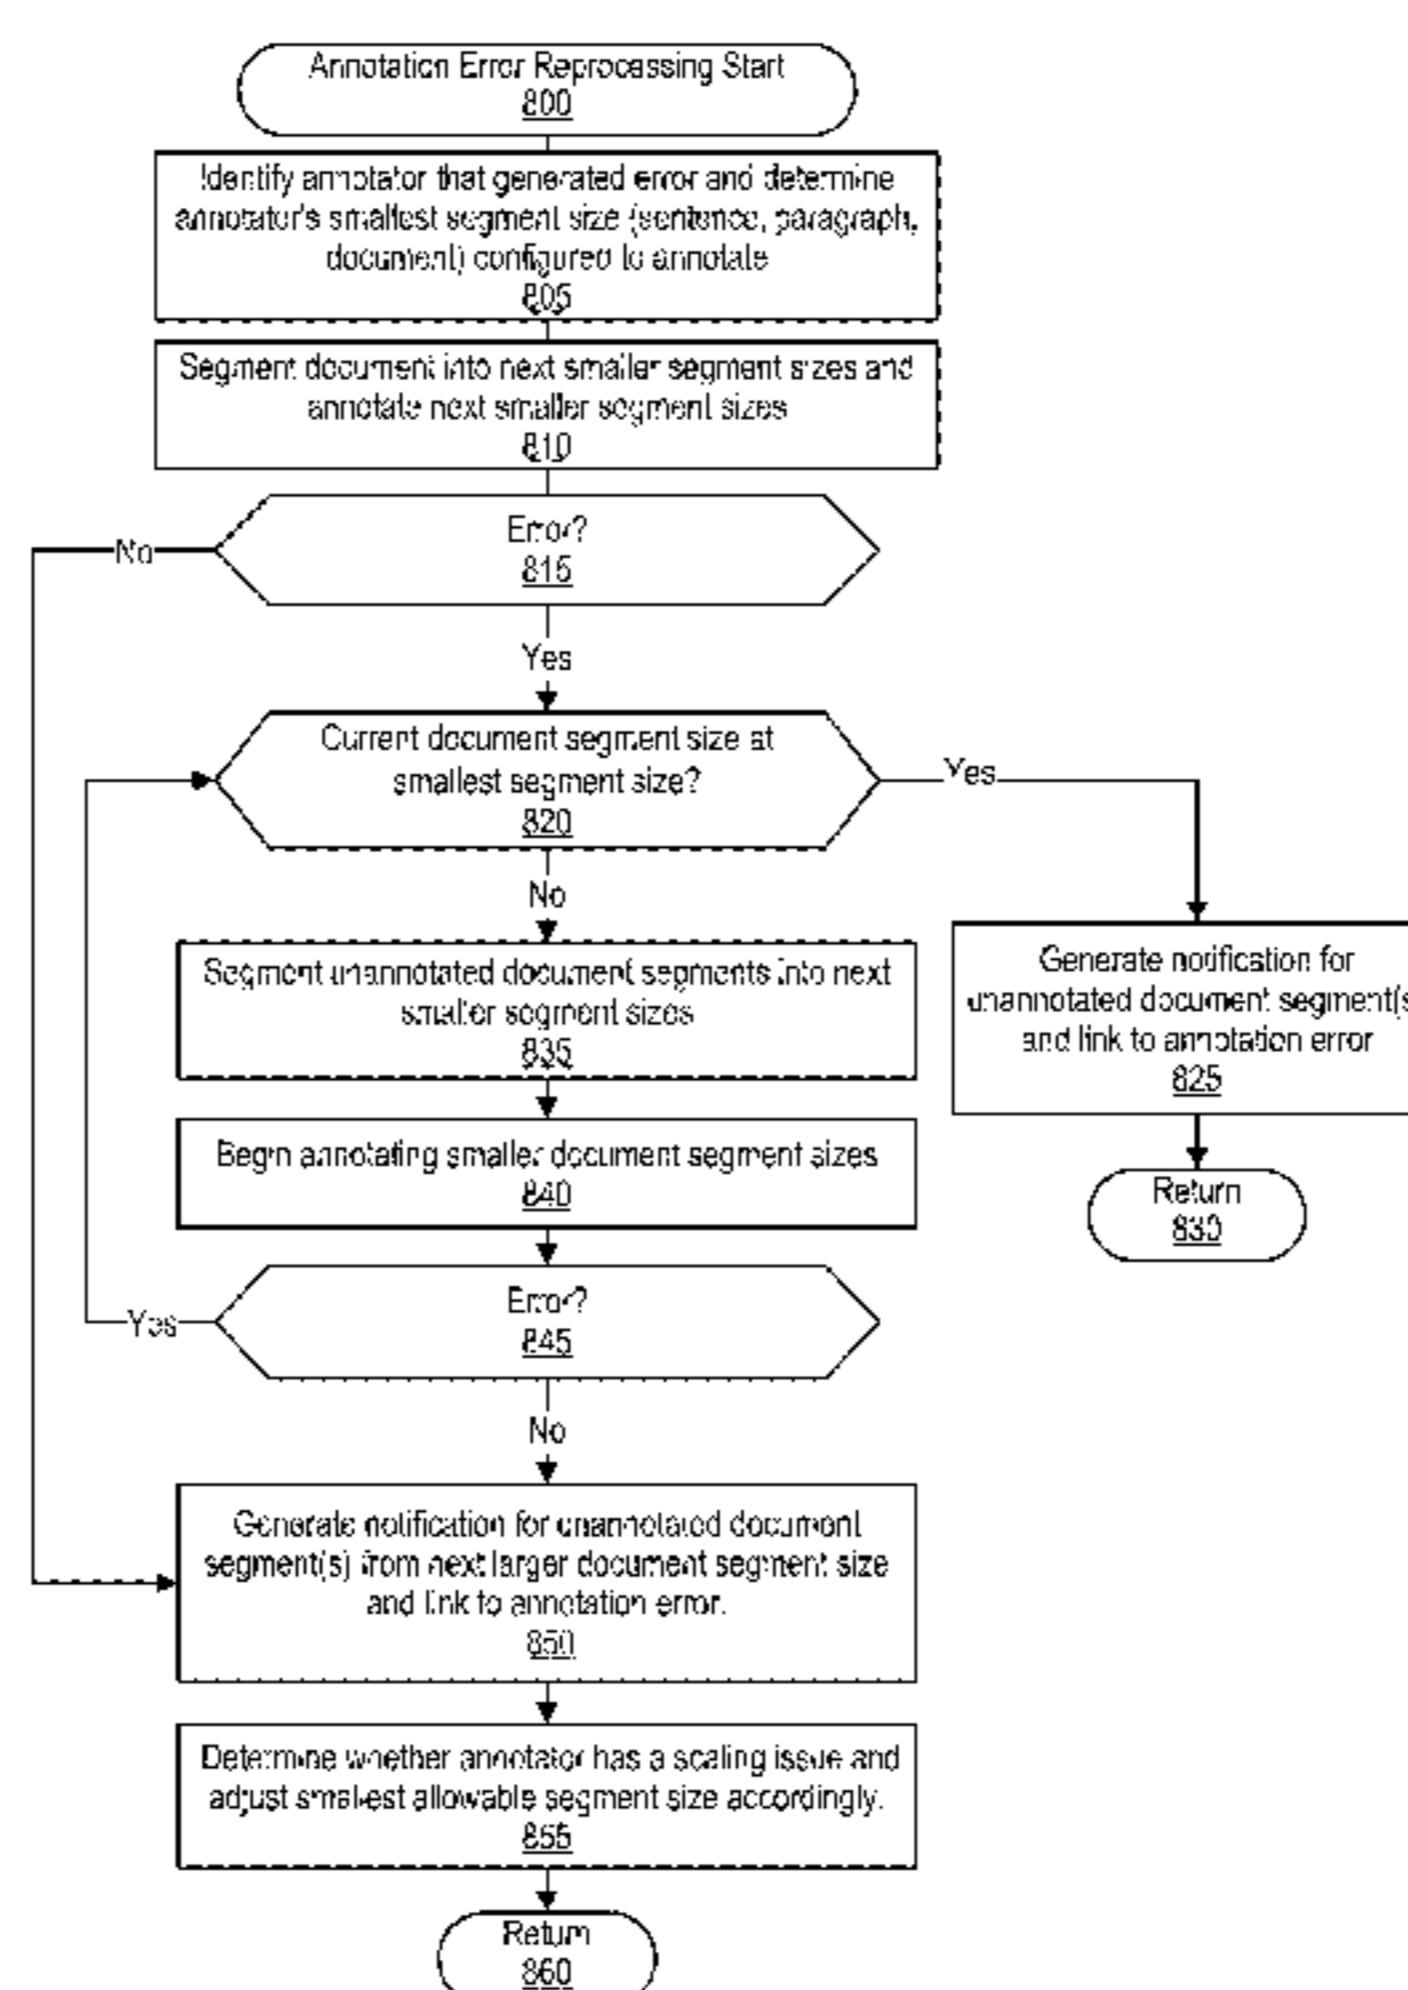 Annotation Error Reprocessing Start
800
Identify annotator that generated error and determine
annotator's smallest segment size (sentence, paragraph,
document) configured to annotate
805
Segment document into next smaller segment sizes and
annotate next smaller segment sizes
810
Error?
815
No
Yes
Current document segment size at
smallest segment size?
820
Yes
No
Segment unannotated document segments into next
smaller segment sizes
835
Generate notification for
unannotated document segment(s
and link to annotation error
825
Begin annotating smaller document segment sizes
840
Return
830
Error?
845
Yes
No
Generate notification for unannotated document
segment(s) from next larger document segment size
and link to annotation error.
850
Determine whether annotator has a scaling issue and
adjust smallest allowable segment size accordingly.
855
Return
860